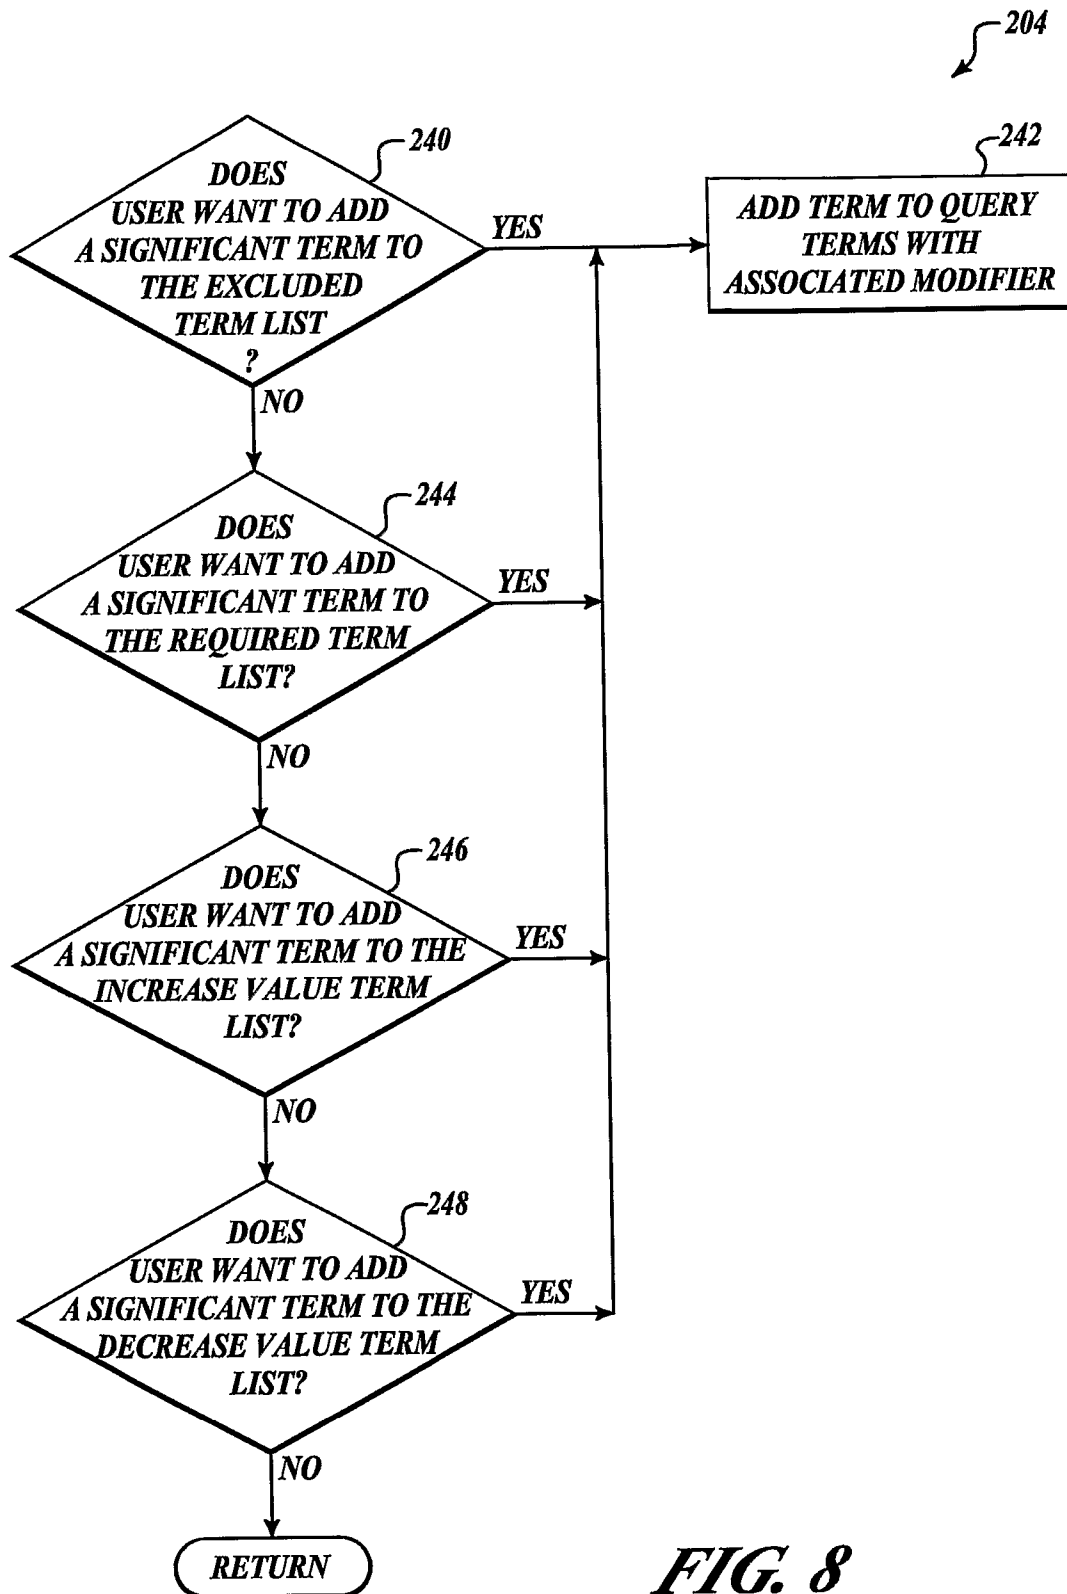 204
240
DOES
USER WANT TO ADD
A SIGNIFICANT TERM TO
THE EXCLUDED
TERM LIST
?
YES
242
ADD TERM TO QUERY
TERMS WITH
ASSOCIATED MODIFIER
NO
244
DOES
USER WANT TO ADD
A SIGNIFICANT TERM TO
THE REQUIRED TERM
LIST?
YES
NO
246
DOES
USER WANT TO ADD
A SIGNIFICANT TERM TO THE
INCREASE VALUE TERM
LIST?
YES
NO
248
DOES
USER WANT TO ADD
A SIGNIFICANT TERM TO THE
DECREASE VALUE TERM
LIST?
YES
NO
RETURN
FIG. 8